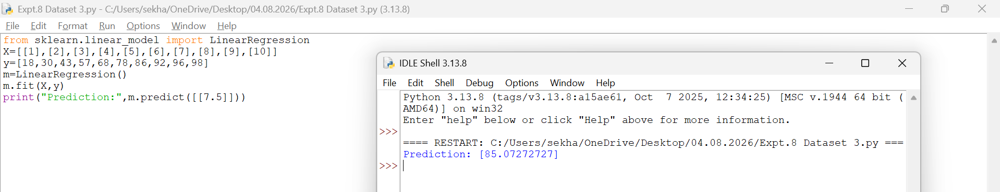 Expt.8 Dataset 3.py - C:/Users/sekha/OneDrive/Desktop/04.08.2026/Expt.8 Dataset 3.py (3.13.8)
File Edit Format Run Options Window Help
from sklearn.linear_model import LinearRegression
X=[[1],[2],[3],[4],[5],[6],[7],[8],[9],[10]]
y=[18,30,43,57,68,78,86,92,96,98]
m=LinearRegression()
m.fit(X,y)
print("Prediction:",m.predict([[7.5]]))
IDLE Shell 3.13.8
File Edit Shell Debug Options Window Help
Python 3.13.8 (tags/v3.13.8:a15ae61, Oct  7 2025, 12:34:25) [MSC v.1944 64 bit (
AMD64)] on win32
Enter "help" below or click "Help" above for more information.
>>>
==== RESTART: C:/Users/sekha/OneDrive/Desktop/04.08.2026/Expt.8 Dataset 3.py ===
Prediction: [85.07272727]
>>>